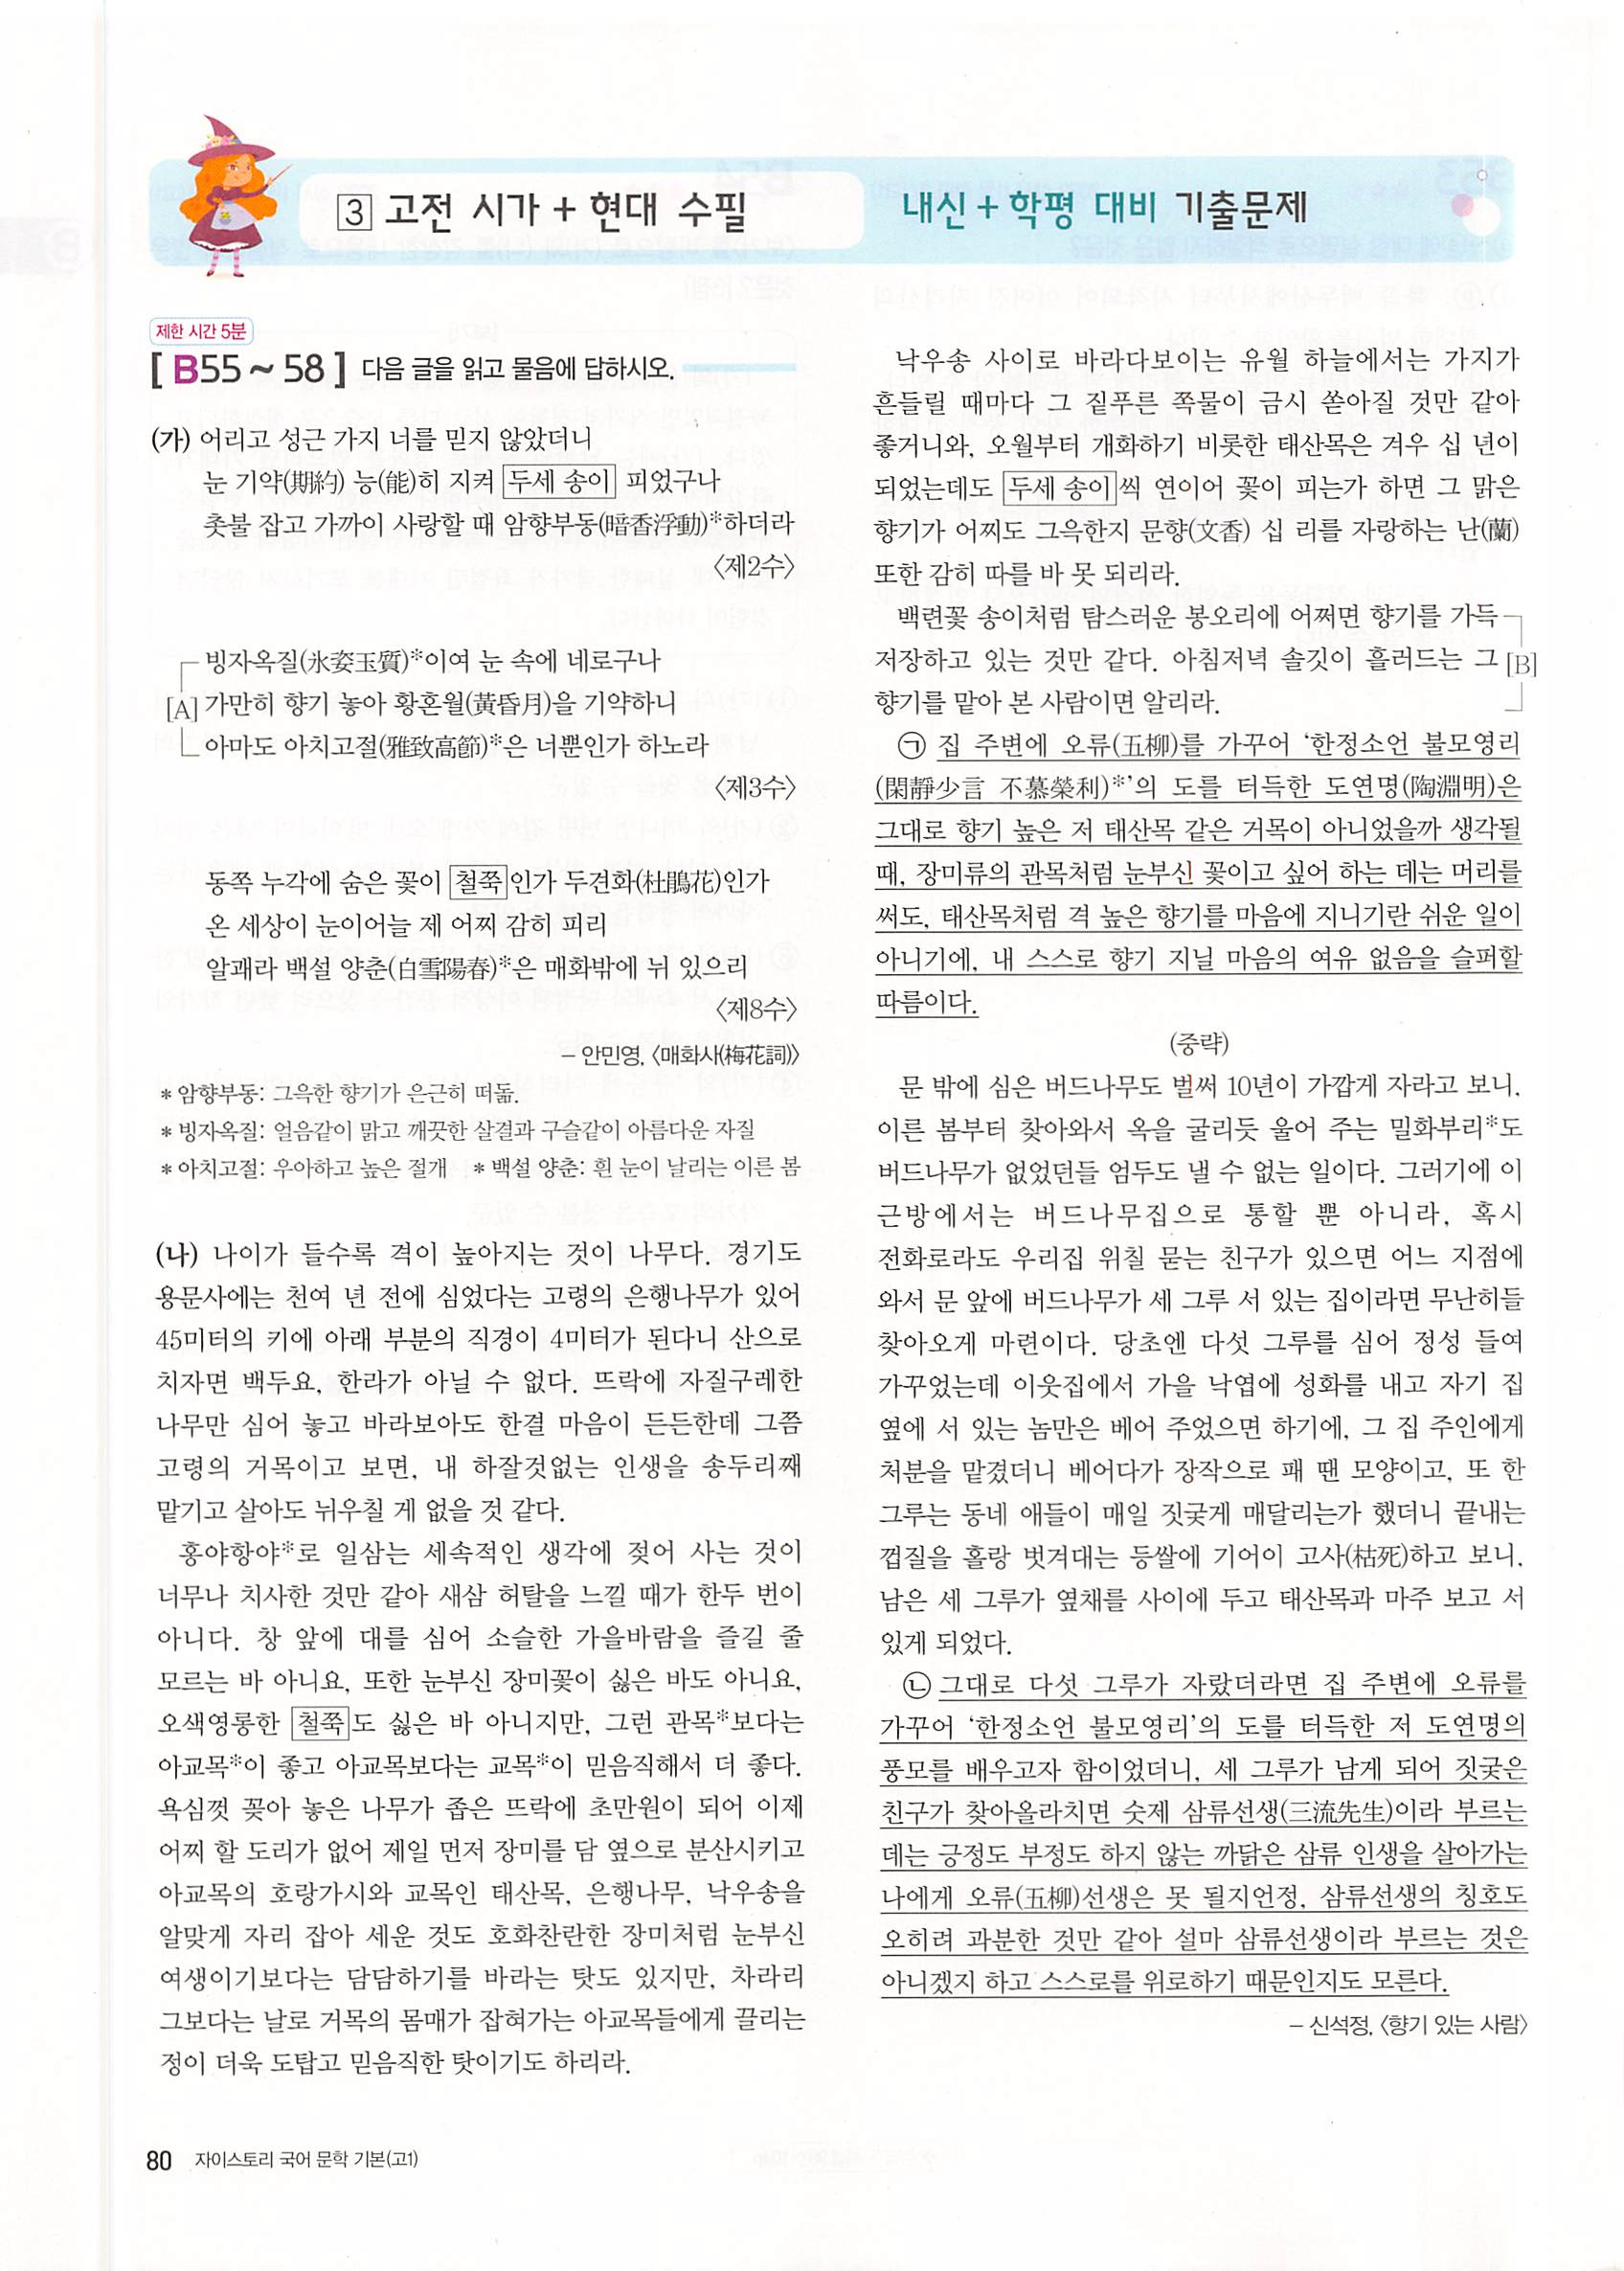 ③ 고전 시가 + 현대 수필
내신 + 학평 대비 기출문제
제한 시간 5분
[ B55 ~ 58 ] 다음 글을 읽고 물음에 답하시오.
(가) 어리고 성근 가지 너를 믿지 않았더니
눈 기약(期約) 능(能)히 지켜 두세 송이 피었구나
촛불 잡고 가까이 사랑할 때 암향부동(暗香浮動)*하더라
〈제2수〉
빙자옥질(氷姿玉質)*이여 눈 속에 네로구나
[A] 가만히 향기 놓아 황혼월(黃昏月)을 기약하니
아마도 아치고절(雅致高節)*은 너뿐인가 하노라
〈제3수〉
동쪽 누각에 숨은 꽃이 철쭉인가 두견화(杜鵑花)인가
온 세상이 눈이어늘 제 어찌 감히 피리
알괘라 백설 양춘(白雪陽春)*은 매화밖에 뉘 있으리
〈제8수〉
- 안민영, 〈매화사(梅花詞)〉
* 암향부동: 그윽한 향기가 은근히 떠돎.
* 빙자옥질: 얼음같이 맑고 깨끗한 살결과 구슬같이 아름다운 자질
* 아치고절: 우아하고 높은 절개 * 백설 양춘: 흰 눈이 날리는 이른 봄
(나) 나이가 들수록 격이 높아지는 것이 나무다. 경기도
용문사에는 천여 년 전에 심었다는 고령의 은행나무가 있어
45미터의 키에 아래 부분의 직경이 4미터가 된다니 산으로
치자면 백두요, 한라가 아닐 수 없다. 뜨락에 자질구레한
나무만 심어 놓고 바라보아도 한결 마음이 든든한데 그쯤
고령의 거목이고 보면, 내 하잘것없는 인생을 송두리째
맡기고 살아도 뉘우칠 게 없을 것 같다.
홍야항야*로 일삼는 세속적인 생각에 젖어 사는 것이
너무나 치사한 것만 같아 새삼 허탈을 느낄 때가 한두 번이
아니다. 창 앞에 대를 심어 소슬한 가을바람을 즐길 줄
모르는 바 아니요, 또한 눈부신 장미꽃이 싫은 바도 아니요,
오색영롱한 철쭉도 싫은 바 아니지만, 그런 관목*보다는
아교목*이 좋고 아교목보다는 교목*이 믿음직해서 더 좋다.
욕심껏 꽂아 놓은 나무가 좁은 뜨락에 초만원이 되어 이제
어찌 할 도리가 없어 제일 먼저 장미를 담 옆으로 분산시키고
아교목의 호랑가시와 교목인 태산목, 은행나무, 낙우송을
알맞게 자리 잡아 세운 것도 호화찬란한 장미처럼 눈부신
여생이기보다는 담담하기를 바라는 탓도 있지만, 차라리
그보다는 날로 거목의 몸매가 잡혀가는 아교목들에게 끌리는
정이 더욱 도탑고 믿음직한 탓이기도 하리라.
낙우송 사이로 바라다보이는 유월 하늘에서는 가지가
흔들릴 때마다 그 짙푸른 쪽물이 금시 쏟아질 것만 같아
좋거니와, 오월부터 개화하기 비롯한 태산목은 겨우 십 년이
되었는데도 두세 송이씩 연이어 꽃이 피는가 하면 그 맑은
향기가 어찌도 그윽한지 문향(文香) 십 리를 자랑하는 난(蘭)
또한 감히 따를 바 못 되리라.
백련꽃 송이처럼 탐스러운 봉오리에 어쩌면 향기를 가득
저장하고 있는 것만 같다. 아침저녁 솔깃이 흘러드는 그 [B]
향기를 맡아 본 사람이면 알리라.
㉠ 집 주변에 오류(五柳)를 가꾸어 ‘한정소언 불모영리
(閑靜少言 不慕榮利)*’의 도를 터득한 도연명(陶淵明)은
그대로 향기 높은 저 태산목 같은 거목이 아니었을까 생각될
때, 장미류의 관목처럼 눈부신 꽃이고 싶어 하는 데는 머리를
써도, 태산목처럼 격 높은 향기를 마음에 지니기란 쉬운 일이
아니기에, 내 스스로 향기 지닐 마음의 여유 없음을 슬퍼할
따름이다.
(중략)
문 밖에 심은 버드나무도 벌써 10년이 가깝게 자라고 보니,
이른 봄부터 찾아와서 옥을 굴리듯 울어 주는 밀화부리*도
버드나무가 없었던들 엄두도 낼 수 없는 일이다. 그러기에 이
근방에서는 버드나무집으로 통할 뿐 아니라, 혹시
전화로라도 우리집 위칠 묻는 친구가 있으면 어느 지점에
와서 문 앞에 버드나무가 세 그루 서 있는 집이라면 무난히들
찾아오게 마련이다. 당초엔 다섯 그루를 심어 정성 들여
가꾸었는데 이웃집에서 가을 낙엽에 성화를 내고 자기 집
옆에 서 있는 놈만은 베어 주었으면 하기에, 그 집 주인에게
처분을 맡겼더니 베어다가 장작으로 패 땐 모양이고, 또 한
그루는 동네 애들이 매일 짓궂게 매달리는가 했더니 끝내는
껍질을 홀랑 벗겨대는 등쌀에 기어이 고사(枯死)하고 보니,
남은 세 그루가 옆채를 사이에 두고 태산목과 마주 보고 서
있게 되었다.
㉡ 그대로 다섯 그루가 자랐더라면 집 주변에 오류를
가꾸어 ‘한정소언 불모영리’의 도를 터득한 저 도연명의
풍모를 배우고자 함이었더니, 세 그루가 남게 되어 짓궂은
친구가 찾아올라치면 숫제 삼류선생(三流先生)이라 부르는
데는 긍정도 부정도 하지 않는 까닭은 삼류 인생을 살아가는
나에게 오류(五柳)선생은 못 될지언정, 삼류선생의 칭호도
오히려 과분한 것만 같아 설마 삼류선생이라 부르는 것은
아니겠지 하고 스스로를 위로하기 때문인지도 모른다.
- 신석정, 〈향기 있는 사람〉
80 자이스토리 국어 문학 기본(고1)